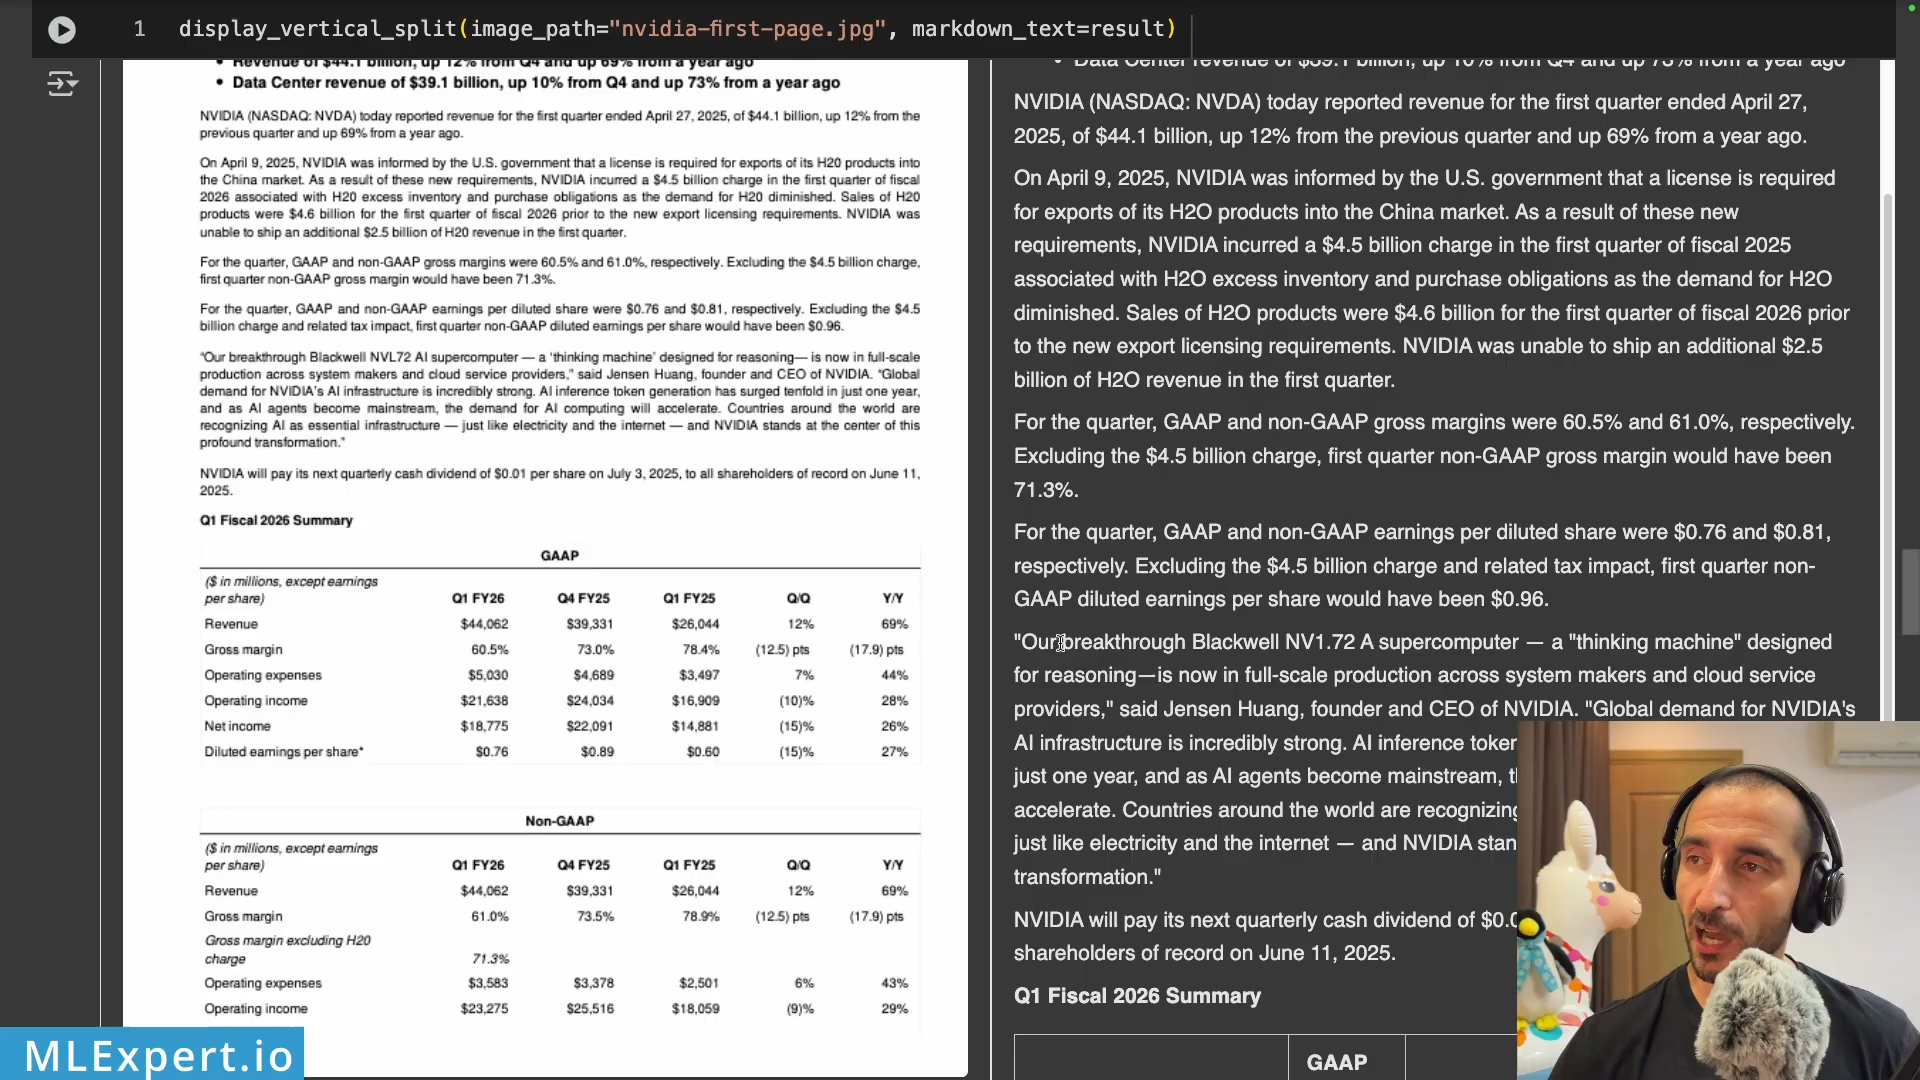 1 display_vertical_split(image_path="nvidia-first-page.jpg", markdown_text=result)
• Revenue of $44.1 billion, up 12% from Q4 and up 69% from a year ago
• Data Center revenue of $39.1 billion, up 10% from Q4 and up 73% from a year ago
NVIDIA (NASDAQ: NVDA) today reported revenue for the first quarter ended April 27, 2025, of $44.1 billion, up 12% from the
previous quarter and up 69% from a year ago.
On April 9, 2025, NVIDIA was informed by the U.S. government that a license is required for exports of its H20 products into
the China market. As a result of these new requirements, NVIDIA incurred a $4.5 billion charge in the first quarter of fiscal
2026 associated with H20 excess inventory and purchase obligations as the demand for H20 diminished. Sales of H20
products were $4.6 billion for the first quarter of fiscal 2026 prior to the new export licensing requirements. NVIDIA was
unable to ship an additional $2.5 billion of H20 revenue in the first quarter.
For the quarter, GAAP and non-GAAP gross margins were 60.5% and 61.0%, respectively. Excluding the $4.5 billion charge,
first quarter non-GAAP gross margin would have been 71.3%.
For the quarter, GAAP and non-GAAP earnings per diluted share were $0.76 and $0.81, respectively. Excluding the $4.5
billion charge and related tax impact, first quarter non-GAAP diluted earnings per share would have been $0.96.
“Our breakthrough Blackwell NVL72 AI supercomputer — a ‘thinking machine’ designed for reasoning— is now in full-scale
production across system makers and cloud service providers,” said Jensen Huang, founder and CEO of NVIDIA. “Global
demand for NVIDIA’s AI infrastructure is incredibly strong. AI inference token generation has surged tenfold in just one year,
and as AI agents become mainstream, the demand for AI computing will accelerate. Countries around the world are
recognizing AI as essential infrastructure — just like electricity and the internet — and NVIDIA stands at the center of this
profound transformation.”
NVIDIA will pay its next quarterly cash dividend of $0.01 per share on July 3, 2025, to all shareholders of record on June 11,
2025.
Q1 Fiscal 2026 Summary
GAAP
($ in millions, except earnings
per share) Q1 FY26 Q4 FY25 Q1 FY25 Q/Q Y/Y
Revenue $44,062 $39,331 $26,044 12% 69%
Gross margin 60.5% 73.0% 78.4% (12.5) pts (17.9) pts
Operating expenses $5,030 $4,689 $3,497 7% 44%
Operating income $21,638 $24,034 $16,909 (10)% 28%
Net income $18,775 $22,091 $14,881 (15)% 26%
Diluted earnings per share* $0.76 $0.89 $0.60 (15)% 27%
Non-GAAP
($ in millions, except earnings
per share) Q1 FY26 Q4 FY25 Q1 FY25 Q/Q Y/Y
Revenue $44,062 $39,331 $26,044 12% 69%
Gross margin 61.0% 73.5% 78.9% (12.5) pts (17.9) pts
Gross margin excluding H20
charge 71.3%
Operating expenses $3,583 $3,378 $2,501 6% 43%
Operating income $23,275 $25,516 $18,059 (9)% 29%
• Data Center revenue of $39.1 billion, up 10% from Q4 and up 73% from a year ago
NVIDIA (NASDAQ: NVDA) today reported revenue for the first quarter ended April 27,
2025, of $44.1 billion, up 12% from the previous quarter and up 69% from a year ago.
On April 9, 2025, NVIDIA was informed by the U.S. government that a license is required
for exports of its H2O products into the China market. As a result of these new
requirements, NVIDIA incurred a $4.5 billion charge in the first quarter of fiscal 2025
associated with H2O excess inventory and purchase obligations as the demand for H2O
diminished. Sales of H2O products were $4.6 billion for the first quarter of fiscal 2026 prior
to the new export licensing requirements. NVIDIA was unable to ship an additional $2.5
billion of H2O revenue in the first quarter.
For the quarter, GAAP and non-GAAP gross margins were 60.5% and 61.0%, respectively.
Excluding the $4.5 billion charge, first quarter non-GAAP gross margin would have been
71.3%.
For the quarter, GAAP and non-GAAP earnings per diluted share were $0.76 and $0.81,
respectively. Excluding the $4.5 billion charge and related tax impact, first quarter non-
GAAP diluted earnings per share would have been $0.96.
"Our breakthrough Blackwell NV1.72 A supercomputer — a "thinking machine" designed
for reasoning—is now in full-scale production across system makers and cloud service
providers," said Jensen Huang, founder and CEO of NVIDIA. "Global demand for NVIDIA's
AI infrastructure is incredibly strong. AI inference token
just one year, and as AI agents become mainstream,
accelerate. Countries around the world are recognizing
just like electricity and the internet — and NVIDIA stan
transformation."
NVIDIA will pay its next quarterly cash dividend of $0.0
shareholders of record on June 11, 2025.
Q1 Fiscal 2026 Summary
GAAP
MLExpert.io